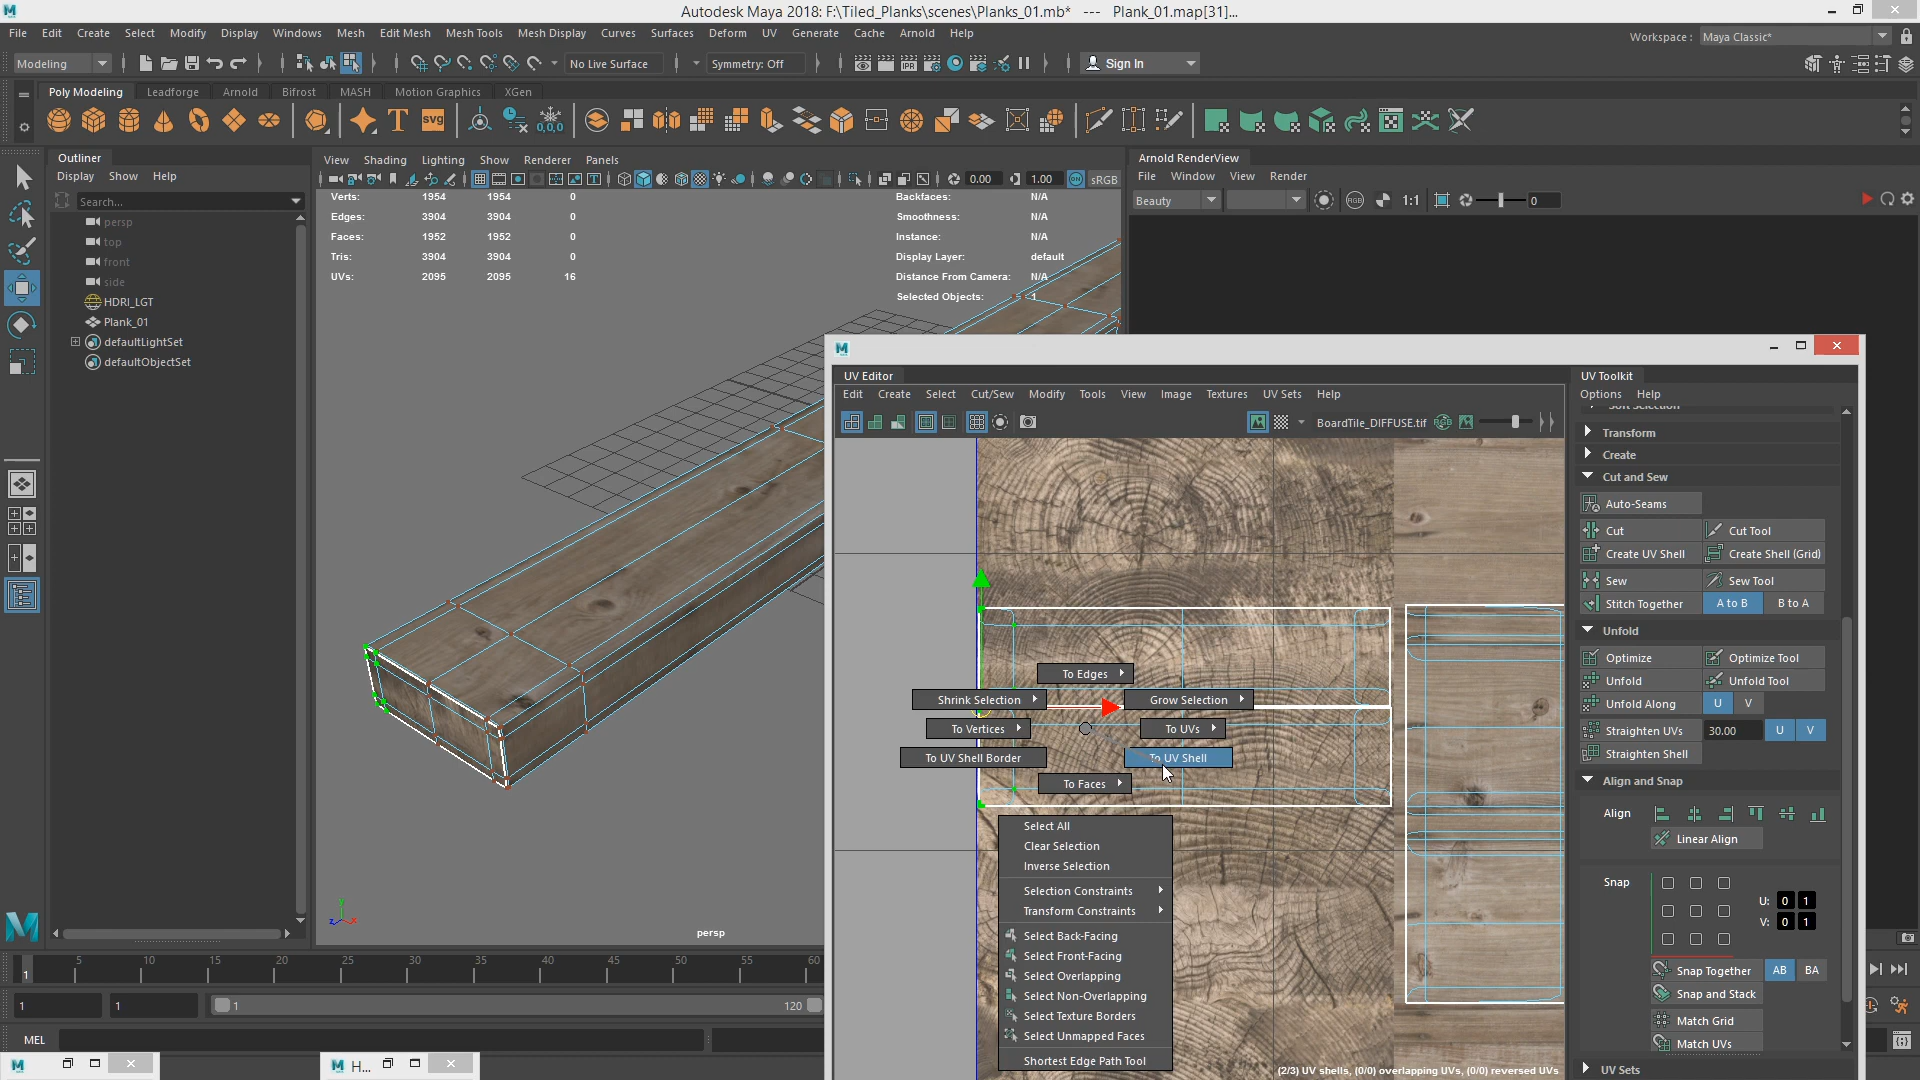 Autodesk Maya 2018: F:\Tiled_Planks\scenes\Planks_01.mb* --- Plank_01.map[31]...
File Edit Create Select Modify Display Windows Mesh Edit Mesh Mesh Tools Mesh Display Curves Surfaces Deform UV Generate Cache Arnold Help
Workspace : Maya Classic*
Modeling No Live Surface Symmetry: Off Sign In
Poly Modeling Leadforge Arnold Bifrost MASH Motion Graphics XGen
Outliner
Display Show Help
Search...
persp
top
front
side
HDRI_LGT
Plank_01
defaultLightSet
defaultObjectSet
View Shading Lighting Show Renderer Panels
0.00 1.00 sRGB
Verts: 1954 1954 0
Edges: 3904 3904 0
Faces: 1952 1952 0
Tris: 3904 3904 0
UVs: 2095 2095 16
Backfaces: N/A
Smoothness: N/A
Instance: N/A
Display Layer: default
Distance From Camera: N/A
Selected Objects: 1
persp
Arnold RenderView
File Window View Render
Beauty 1:1 0
UV Editor
Edit Create Select Cut/Sew Modify Tools View Image Textures UV Sets Help
BoardTile_DIFFUSE.tif
To Edges
Shrink Selection
Grow Selection
To Vertices
To UVs
To UV Shell Border
To UV Shell
To Faces
Select All
Clear Selection
Inverse Selection
Selection Constraints
Transform Constraints
Select Back-Facing
Select Front-Facing
Select Overlapping
Select Non-Overlapping
Select Texture Borders
Select Unmapped Faces
Shortest Edge Path Tool
(2/3) UV shells, (0/0) overlapping UVs, (0/0) reversed UVs
UV Toolkit
Options Help
Soft Selection
Transform
Create
Cut and Sew
Auto-Seams
Cut Cut Tool
Create UV Shell Create Shell (Grid)
Sew Sew Tool
Stitch Together A to B B to A
Unfold
Optimize Optimize Tool
Unfold Unfold Tool
Unfold Along U V
Straighten UVs 30.00 U V
Straighten Shell
Align and Snap
Align
Linear Align
Snap
U: 0 1
V: 0 1
Snap Together AB BA
Snap and Stack
Match Grid
Match UVs
UV Sets
1 5 10 15 20 25 30 35 40 45 50 55 60
1 1 1 120
MEL
H...